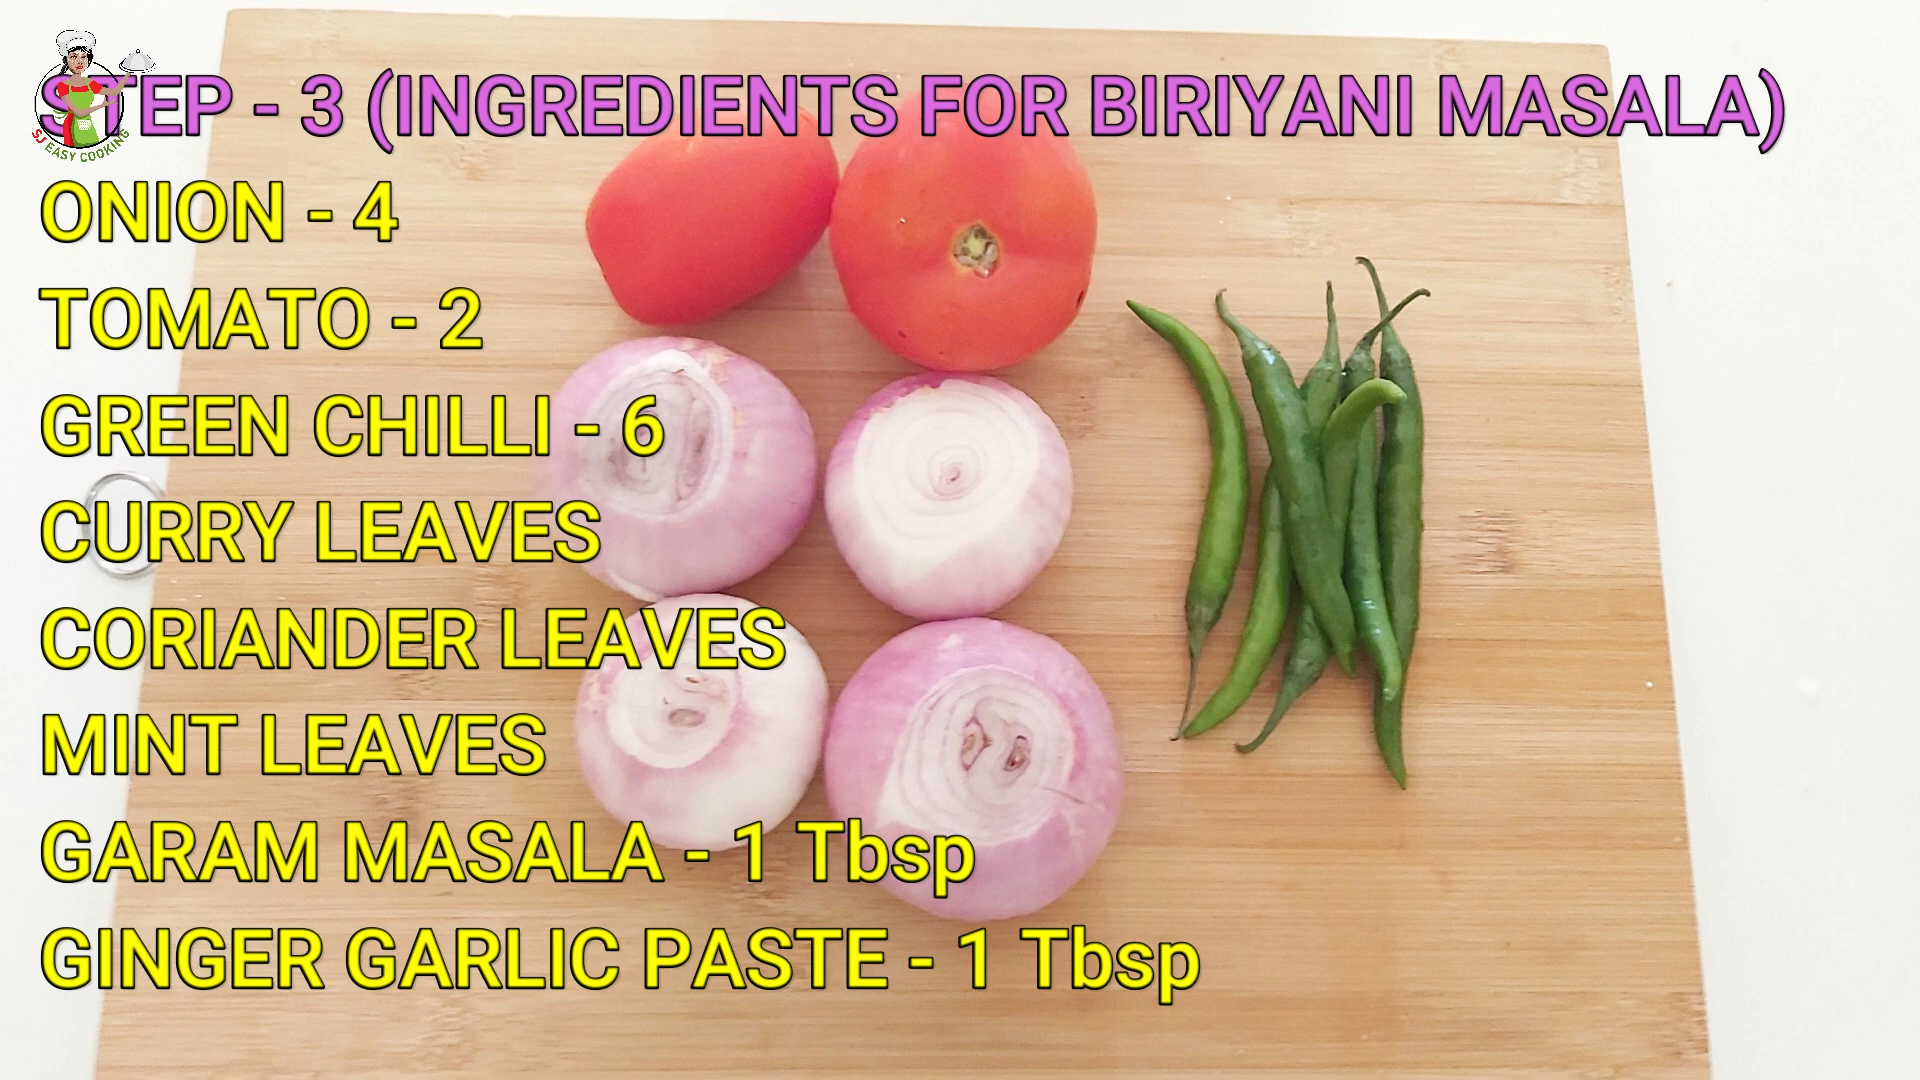 STEP - 3 (INGREDIENTS FOR BIRIYANI MASALA)
SJ EASY COOKING
ONION - 4
TOMATO - 2
GREEN CHILLI - 6
CURRY LEAVES
CORIANDER LEAVES
MINT LEAVES
GARAM MASALA - 1 Tbsp
GINGER GARLIC PASTE - 1 Tbsp